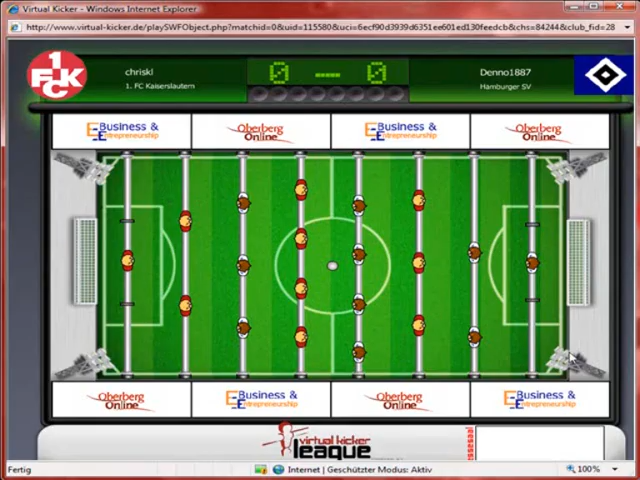 Virtual Kicker - Windows Internet Explorer
http://www.virtual-kicker.de/playSWFObject.php?matchid=0&uid=115580&uci=6ecf90d3939d6351ee601ed130feedcb&chs=84244&club_fid=28
1. FCK
chriskl
1. FC Kaiserslautern
0 - 0
Denno1887
Hamburger SV
Business & Entrepreneurship
Oberberg Online
Business & Entrepreneurship
Oberberg Online
Oberberg Online
Business & Entrepreneurship
Oberberg Online
Business & Entrepreneurship
virtual kicker
league
Fertig
Internet | Geschützter Modus: Aktiv
100%